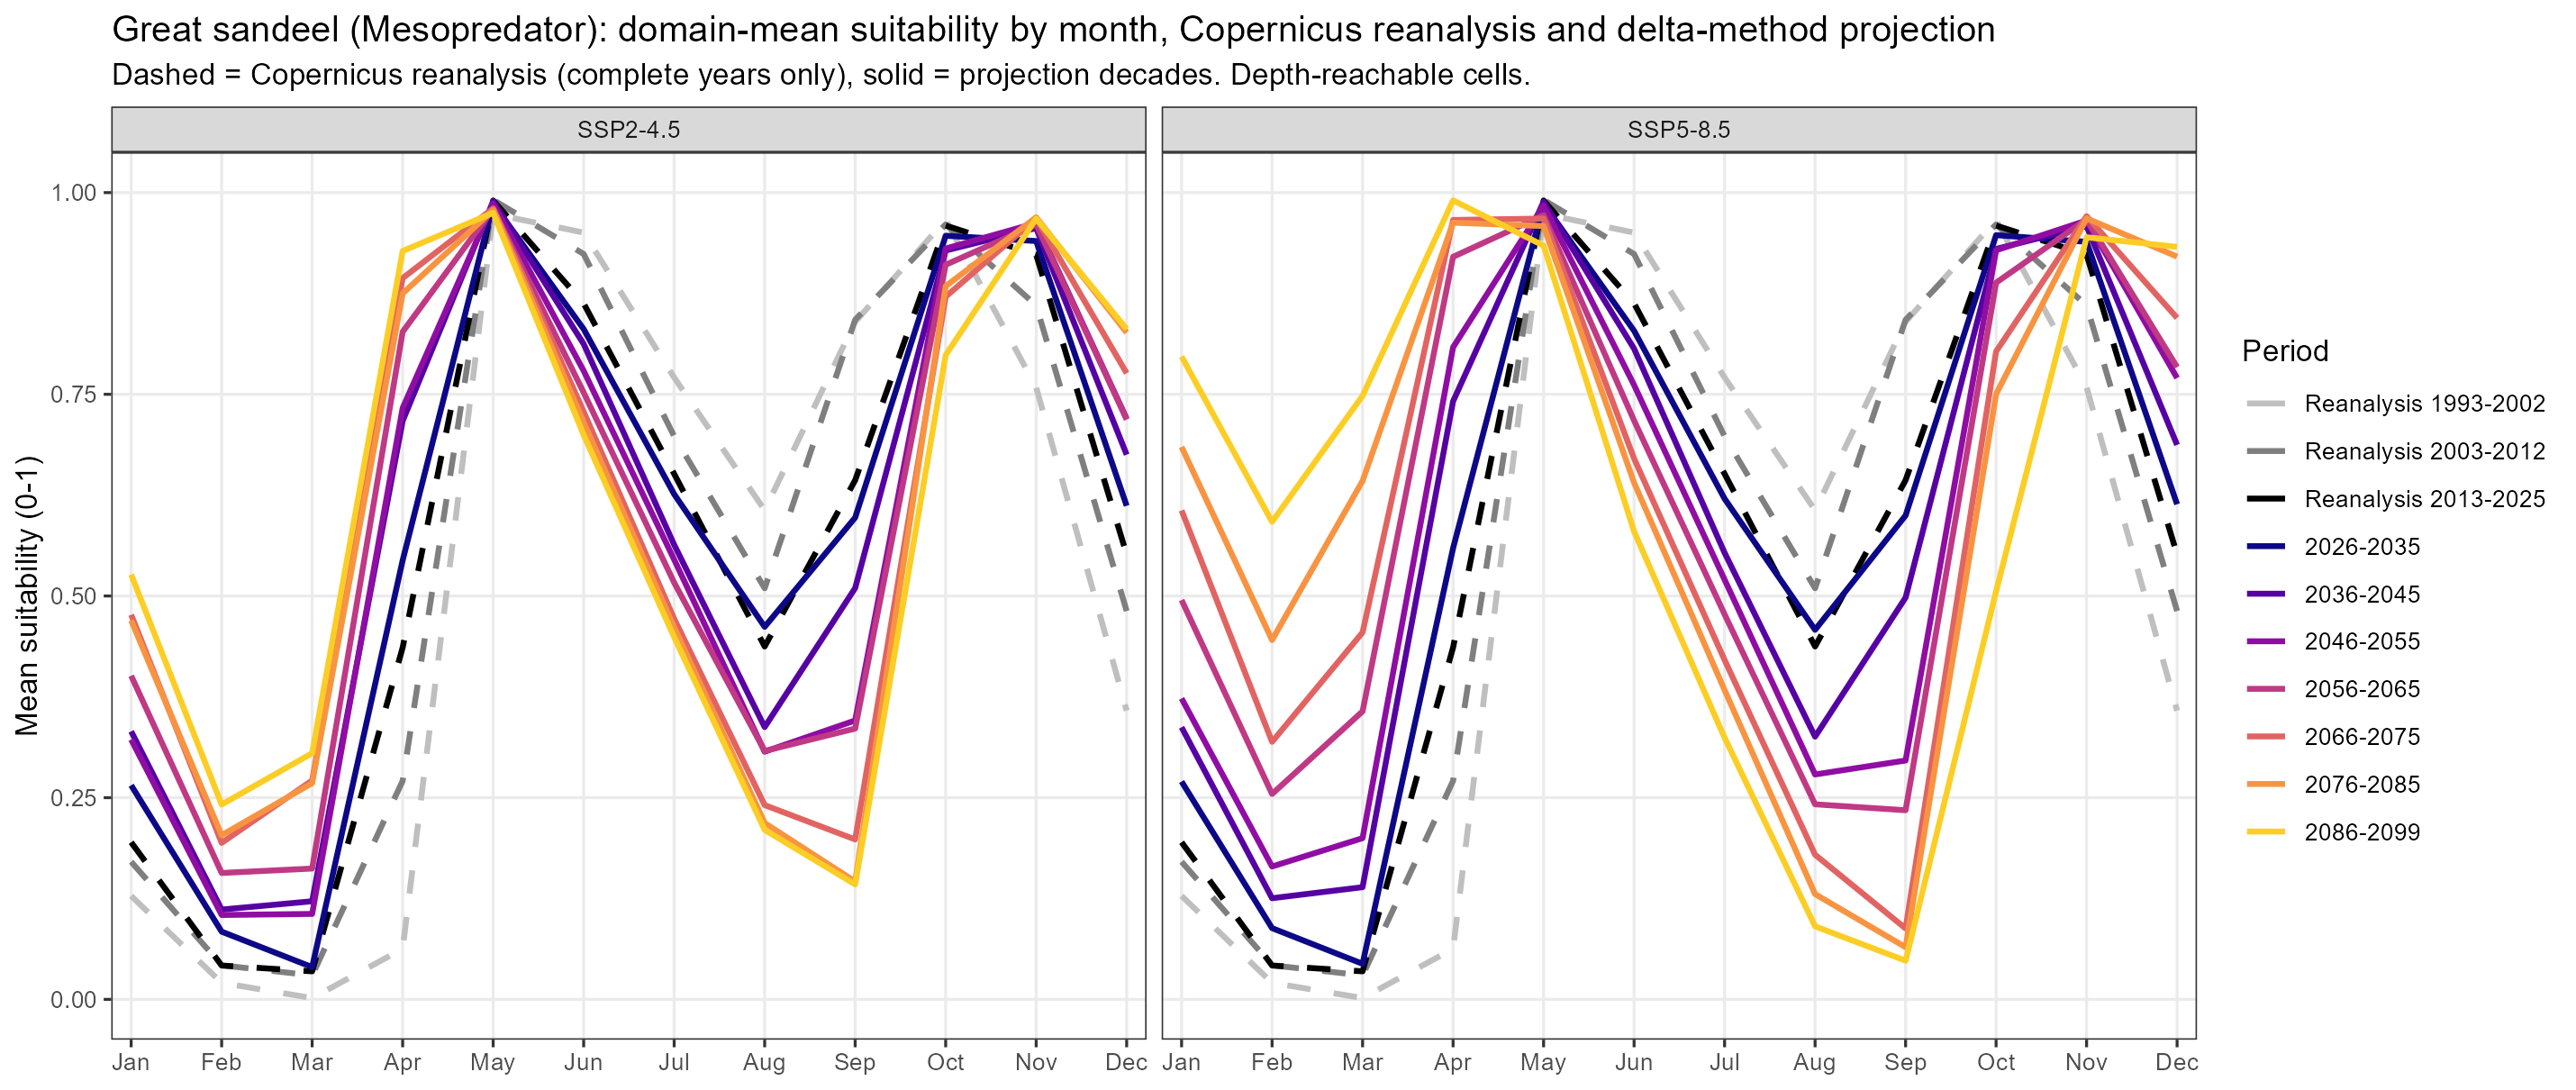 Great sandeel (Mesopredator): domain-mean suitability by month, Copernicus reanalysis and delta-method projection
Dashed = Copernicus reanalysis (complete years only), solid = projection decades. Depth-reachable cells.
SSP2-4.5
SSP5-8.5
Mean suitability (0-1)
1.00
0.75
0.50
0.25
0.00
Jan Feb Mar Apr May Jun Jul Aug Sep Oct Nov Dec
Jan Feb Mar Apr May Jun Jul Aug Sep Oct Nov Dec
Period
Reanalysis 1993-2002
Reanalysis 2003-2012
Reanalysis 2013-2025
2026-2035
2036-2045
2046-2055
2056-2065
2066-2075
2076-2085
2086-2099